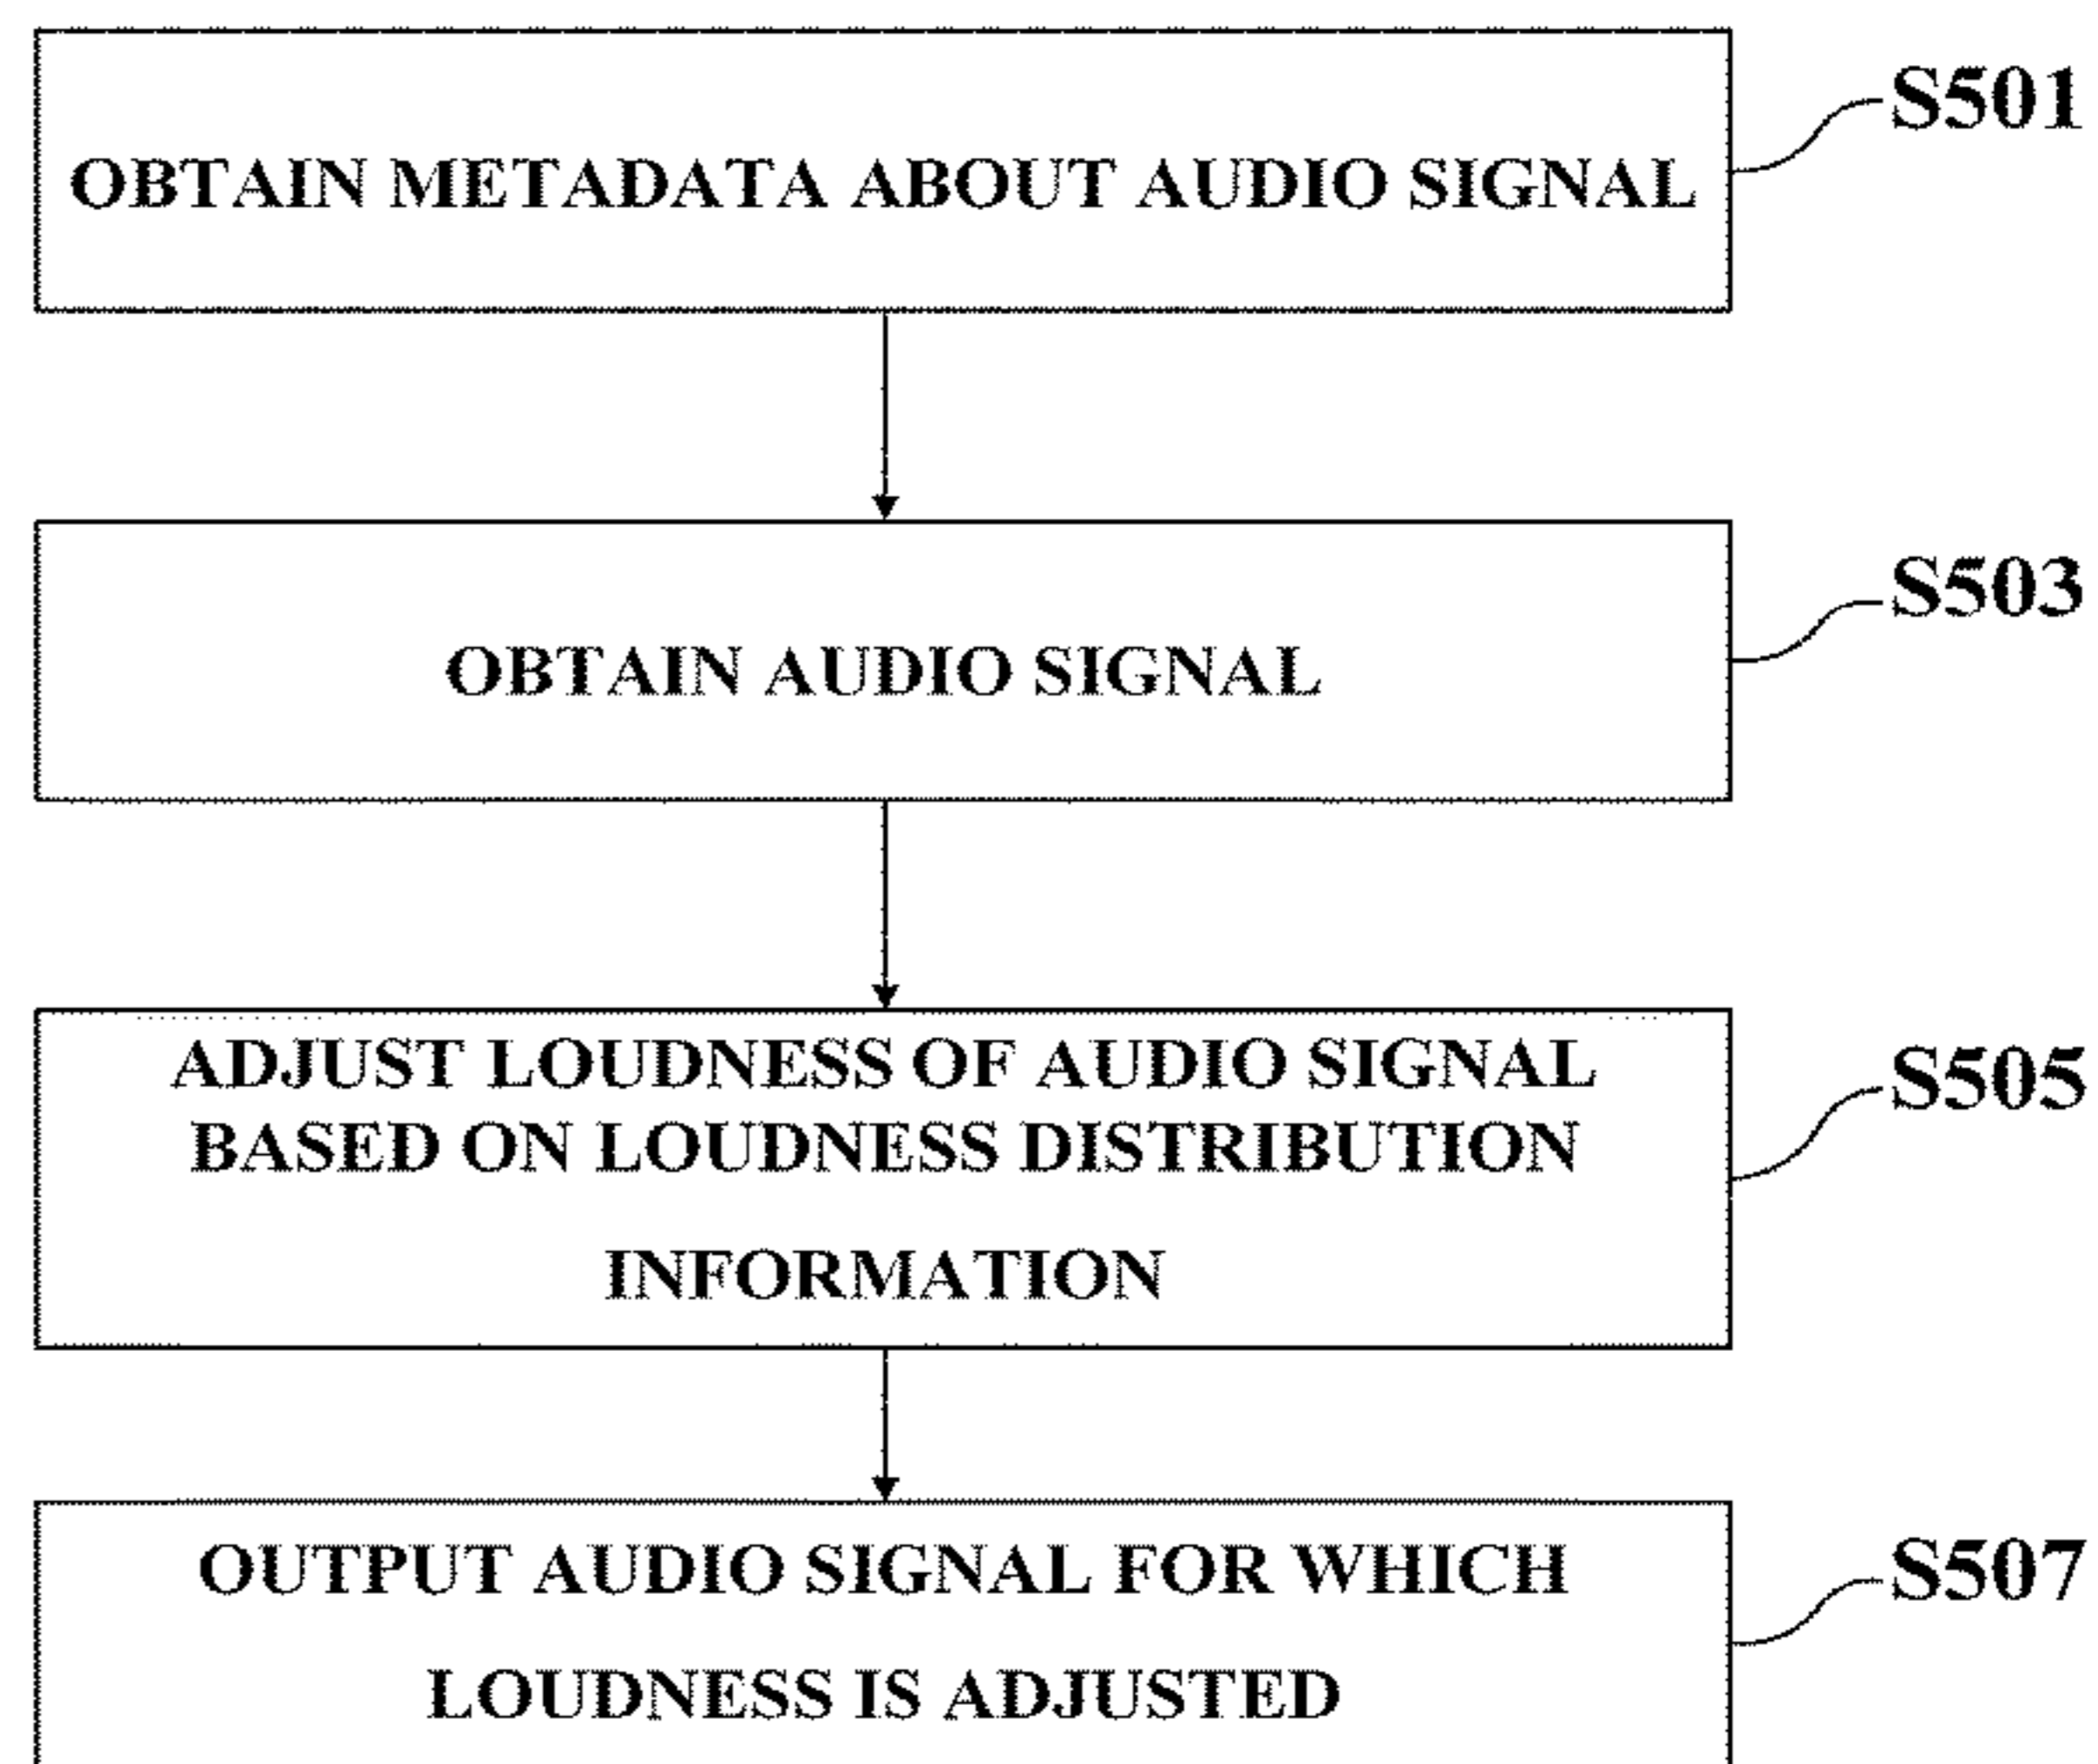 S501
OBTAIN METADATA ABOUT AUDIO SIGNAL
S503
OBTAIN AUDIO SIGNAL
ADJUST LOUDNESS OF AUDIO SIGNAL
S505
BASED ON LOUDNESS DISTRIBUTION
INFORMATION
OUTPUT AUDIO SIGNAL FOR WHICH
S507
LOUDNESS IS ADJUSTED